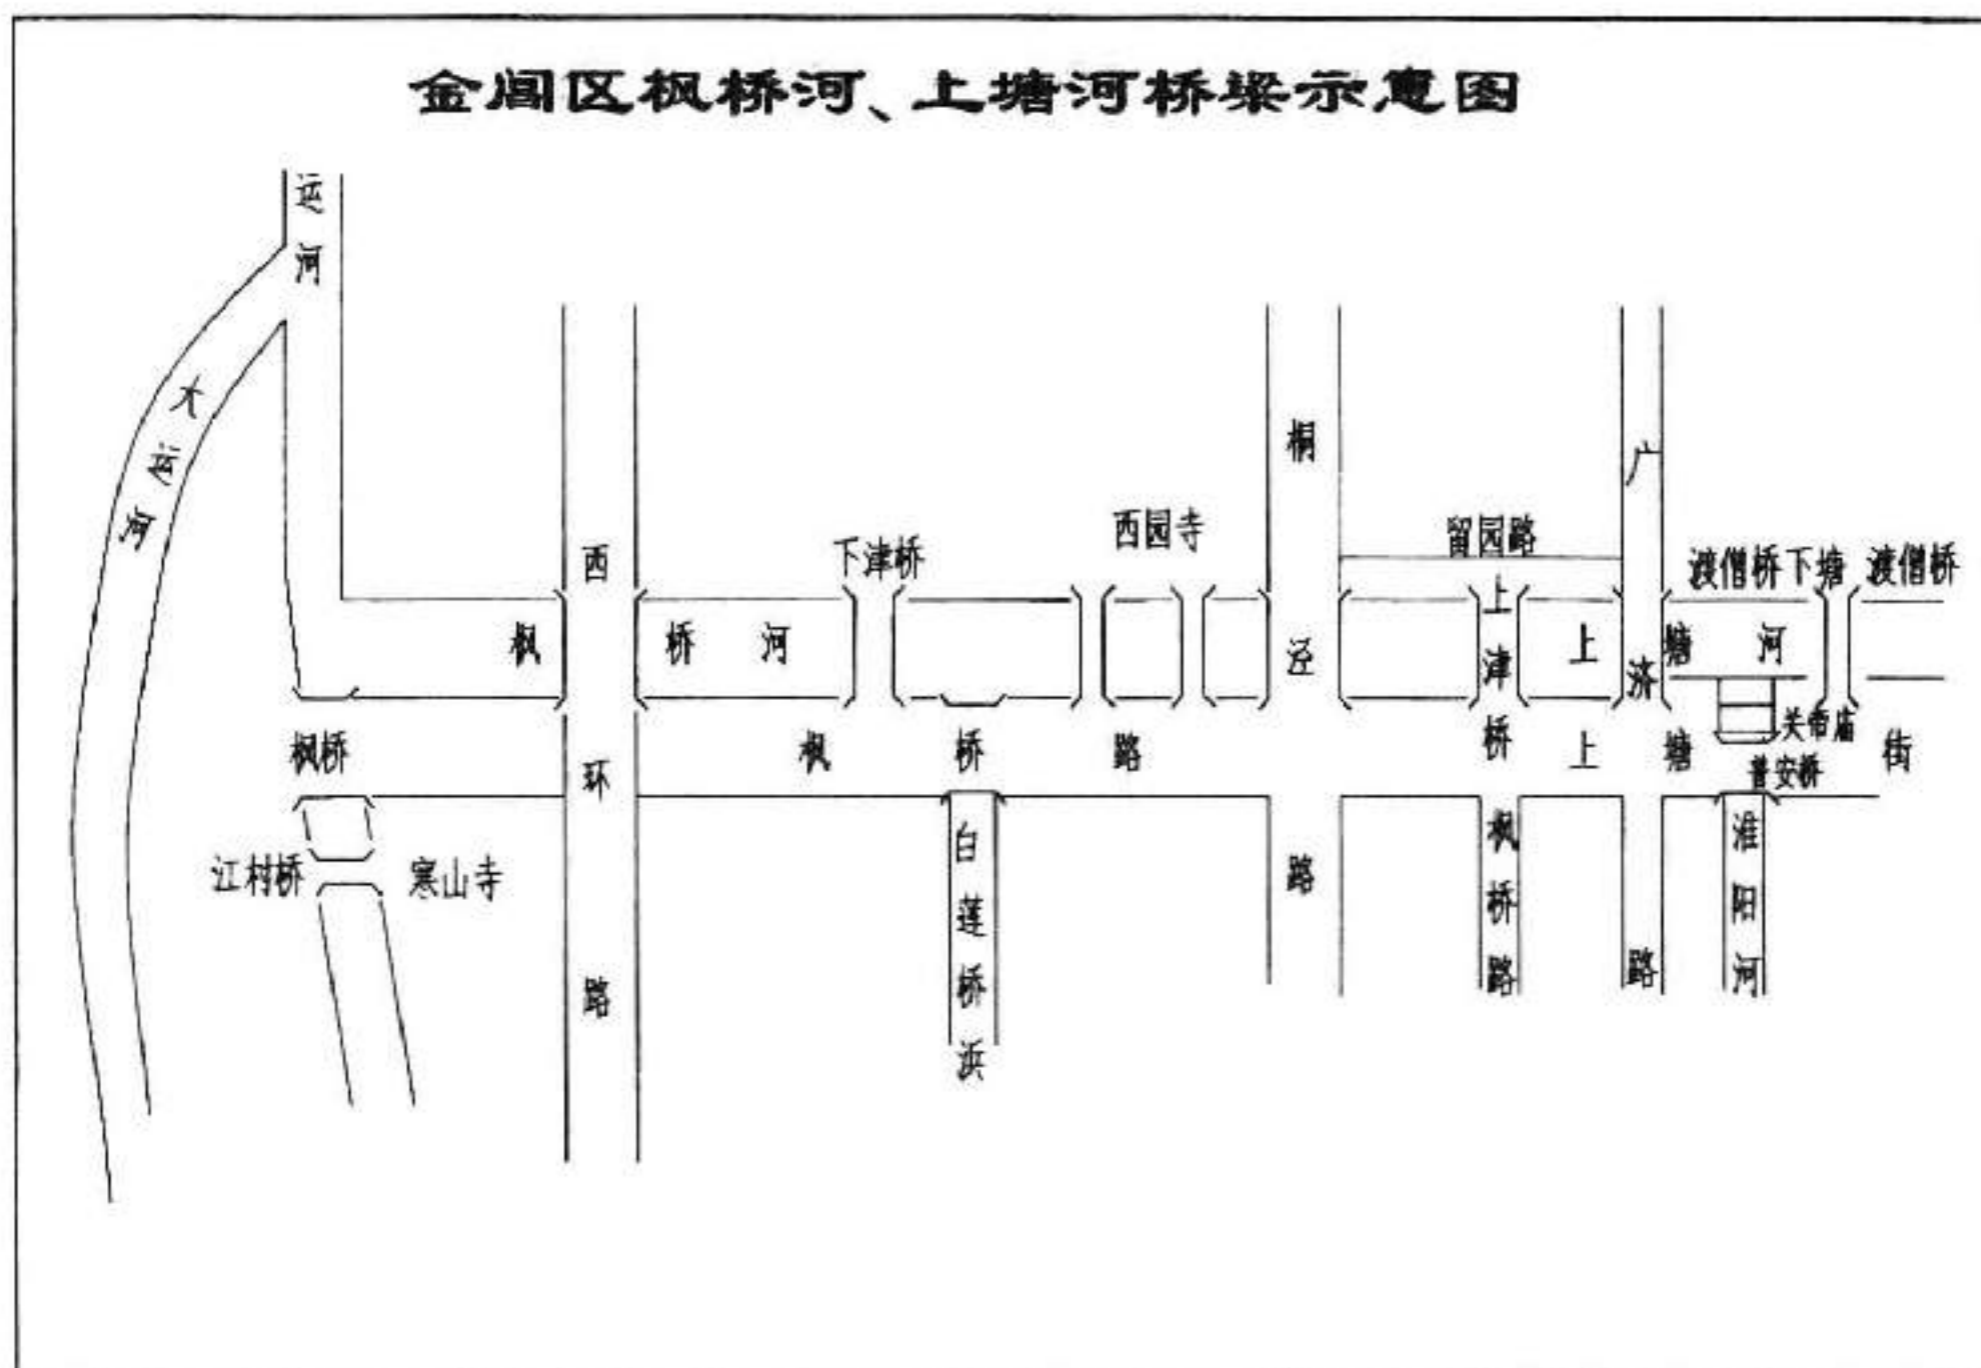 金阊区枫桥河、上塘河桥梁示意图
运河
大运河
西环路
下津桥
西园寺
桐泾路
留园路
广济路
渡僧桥下塘
渡僧桥
枫桥河
上津桥
上塘河
枫桥
枫桥路
上塘街
关帝庙
普安桥
江村桥
寒山寺
白莲桥浜
枫桥路
淮阳河